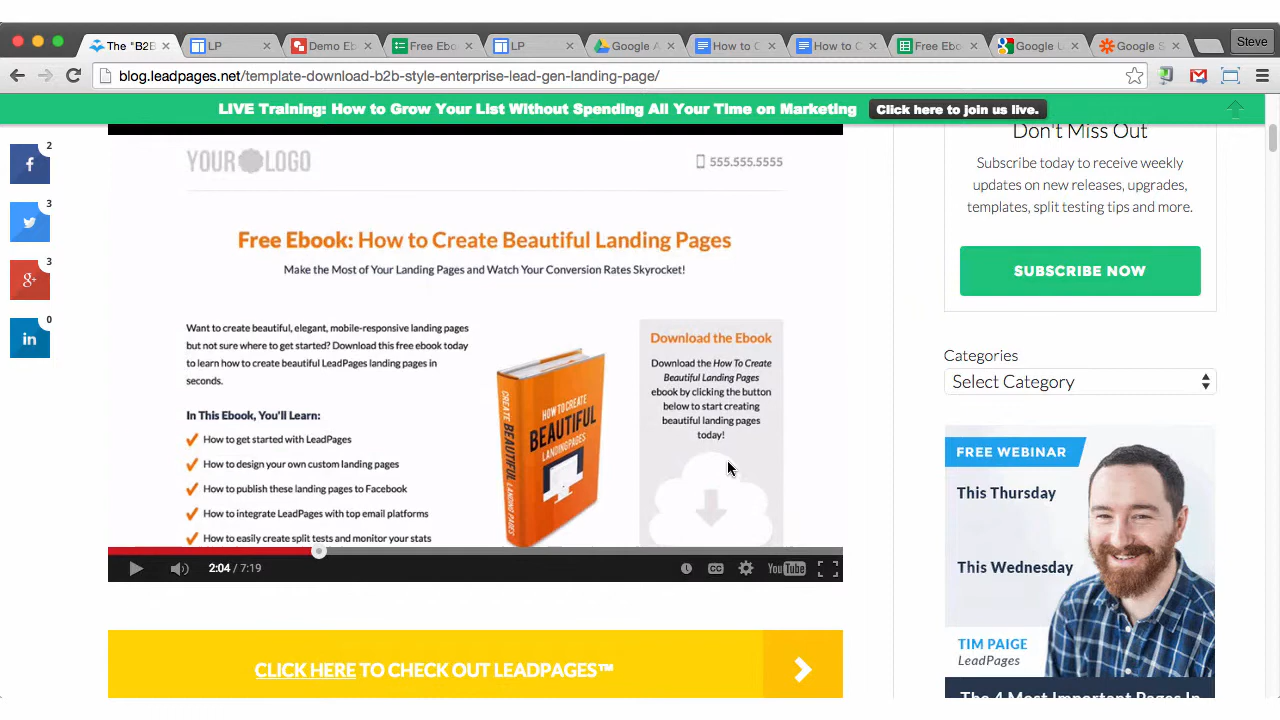 The "B2B
LP
Demo Eb
Free Ebo
LP
Google A
How to C
How to C
Free Ebo
Google U
Google S
Steve
blog.leadpages.net/template-download-b2b-style-enterprise-lead-gen-landing-page/
LIVE Training: How to Grow Your List Without Spending All Your Time on Marketing
Click here to join us live.
2
3
3
0
YOUR LOGO
555.555.5555
Free Ebook: How to Create Beautiful Landing Pages
Make the Most of Your Landing Pages and Watch Your Conversion Rates Skyrocket!
Want to create beautiful, elegant, mobile-responsive landing pages
but not sure where to get started? Download this free ebook today
to learn how to create beautiful LeadPages landing pages in
seconds.
In This Ebook, You'll Learn:
How to get started with LeadPages
How to design your own custom landing pages
How to publish these landing pages to Facebook
How to integrate LeadPages with top email platforms
How to easily create split tests and monitor your stats
CREATE BEAUTIFUL LANDING PAGES
HOW TO CREATE
BEAUTIFUL
LANDING PAGES
Download the Ebook
Download the How To Create
Beautiful Landing Pages
ebook by clicking the button
below to start creating
beautiful landing pages
today!
2:04 / 7:19
CC
YouTube
CLICK HERE TO CHECK OUT LEADPAGES™
Don't Miss Out
Subscribe today to receive weekly
updates on new releases, upgrades,
templates, split testing tips and more.
SUBSCRIBE NOW
Categories
Select Category
FREE WEBINAR
This Thursday
This Wednesday
TIM PAIGE
LeadPages
The 4 Most Important Pages In